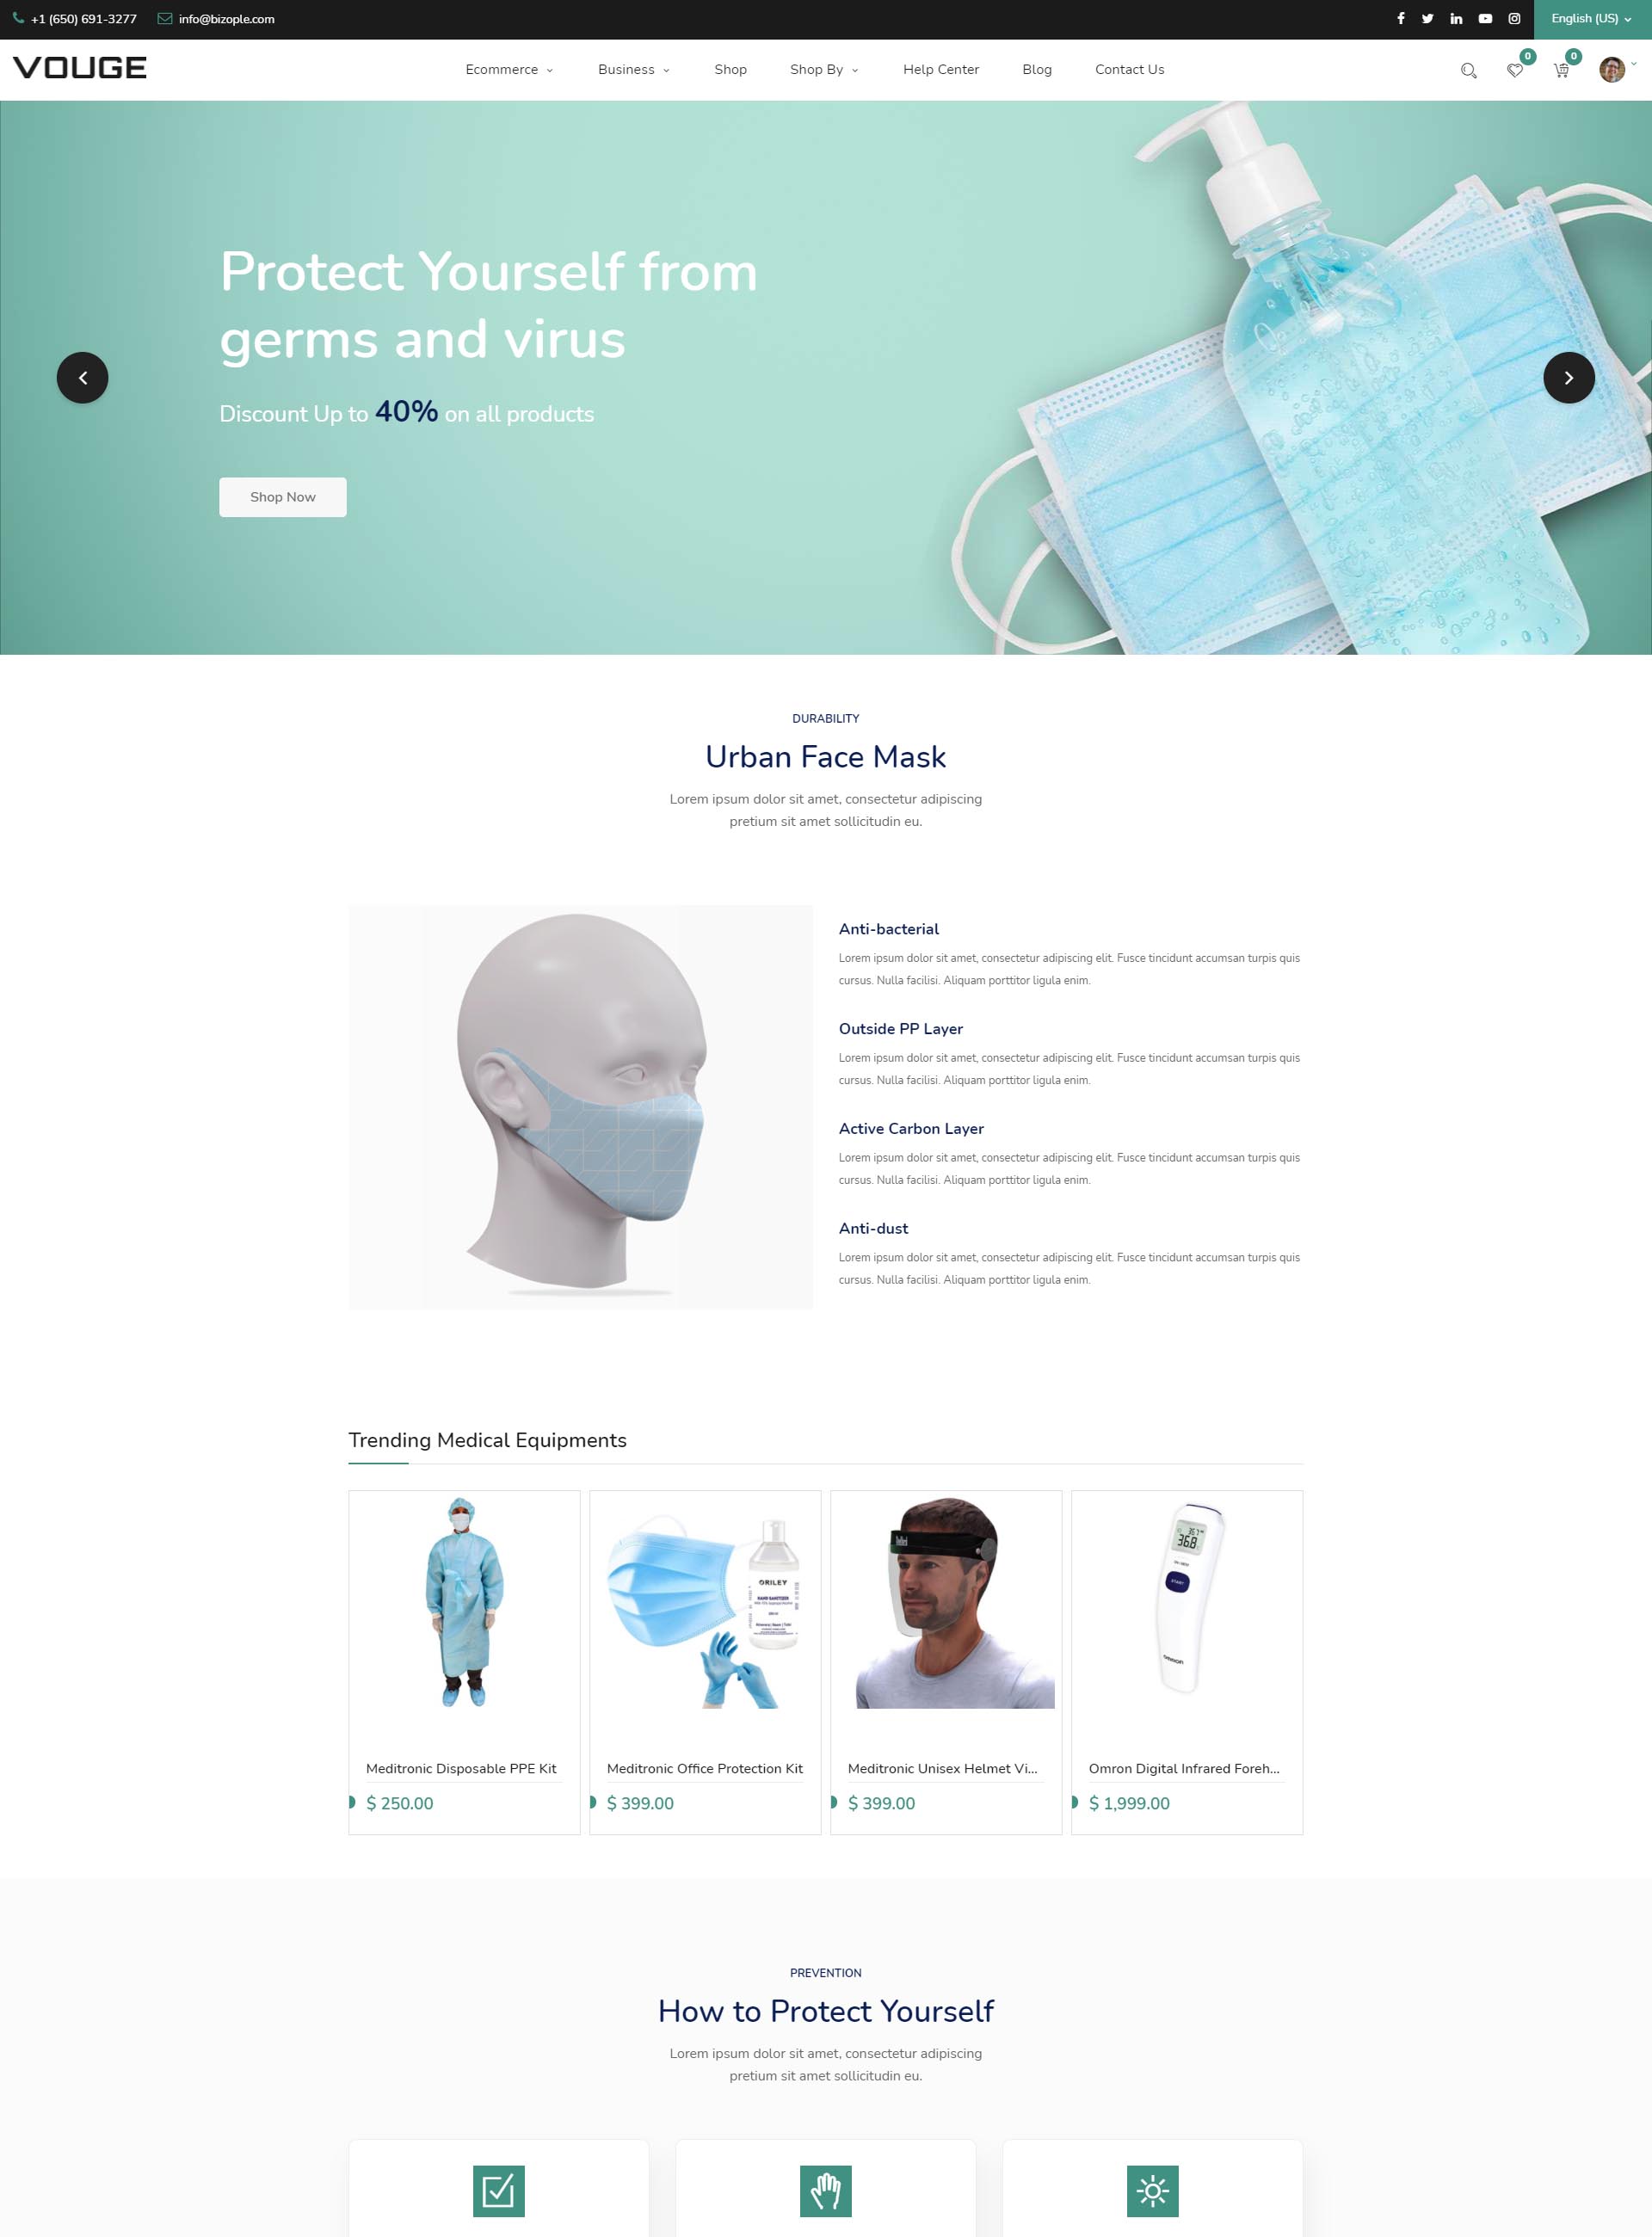 +1 (650) 691-3277
info@bizople.com
English (US)
VOUGE
Ecommerce
Business
Shop
Shop By
Help Center
Blog
Contact Us
0
0
Protect Yourself from
germs and virus
Discount Up to 40% on all products
Shop Now
DURABILITY
Urban Face Mask
Lorem ipsum dolor sit amet, consectetur adipiscing
pretium sit amet sollicitudin eu.
Anti-bacterial
Lorem ipsum dolor sit amet, consectetur adipiscing elit. Fusce tincidunt accumsan turpis quis
cursus. Nulla facilisi. Aliquam porttitor ligula enim.
Outside PP Layer
Lorem ipsum dolor sit amet, consectetur adipiscing elit. Fusce tincidunt accumsan turpis quis
cursus. Nulla facilisi. Aliquam porttitor ligula enim.
Active Carbon Layer
Lorem ipsum dolor sit amet, consectetur adipiscing elit. Fusce tincidunt accumsan turpis quis
cursus. Nulla facilisi. Aliquam porttitor ligula enim.
Anti-dust
Lorem ipsum dolor sit amet, consectetur adipiscing elit. Fusce tincidunt accumsan turpis quis
cursus. Nulla facilisi. Aliquam porttitor ligula enim.
Trending Medical Equipments
ORILEY
HAND SANITIZER
36.8
START
omron
Meditronic Disposable PPE Kit
$ 250.00
Meditronic Office Protection Kit
$ 399.00
Meditronic Unisex Helmet Vi...
$ 399.00
Omron Digital Infrared Foreh...
$ 1,999.00
PREVENTION
How to Protect Yourself
Lorem ipsum dolor sit amet, consectetur adipiscing
pretium sit amet sollicitudin eu.